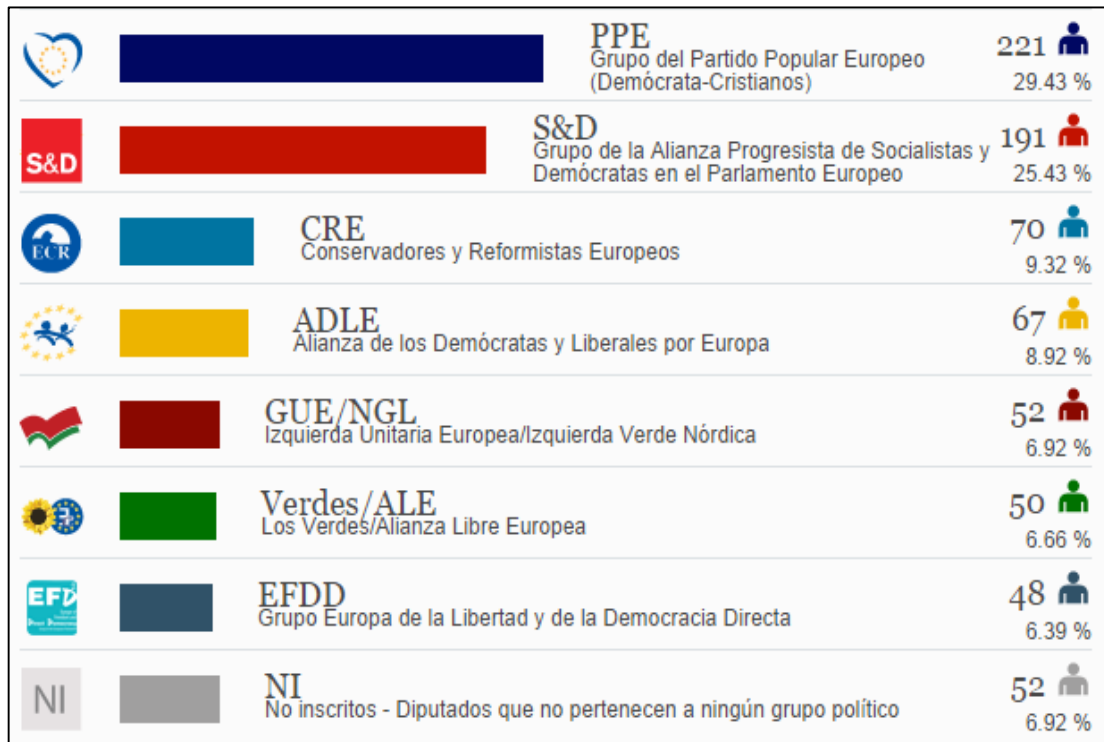 PPE
Grupo del Partido Popular Europeo
(Demócrata-Cristianos)
221
29.43 %
S&D
S&D
Grupo de la Alianza Progresista de Socialistas y
Demócratas en el Parlamento Europeo
191
25.43 %
ECR
CRE
Conservadores y Reformistas Europeos
70
9.32 %
ADLE
Alianza de los Demócratas y Liberales por Europa
67
8.92 %
GUE/NGL
Izquierda Unitaria Europea/Izquierda Verde Nórdica
52
6.92 %
Verdes/ALE
Los Verdes/Alianza Libre Europea
50
6.66 %
EFD
EFDD
Grupo Europa de la Libertad y de la Democracia Directa
48
6.39 %
NI
NI
No inscritos - Diputados que no pertenecen a ningún grupo político
52
6.92 %